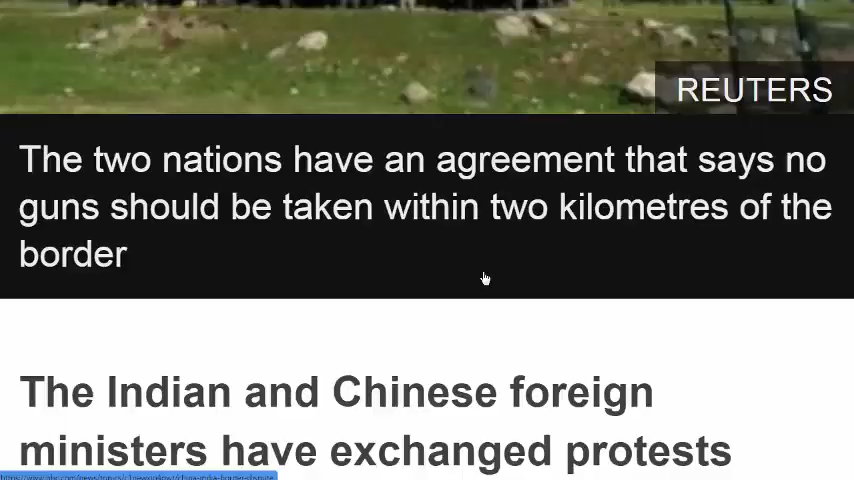 REUTERS
The two nations have an agreement that says no
guns should be taken within two kilometres of the
border
The Indian and Chinese foreign
ministers have exchanged protests